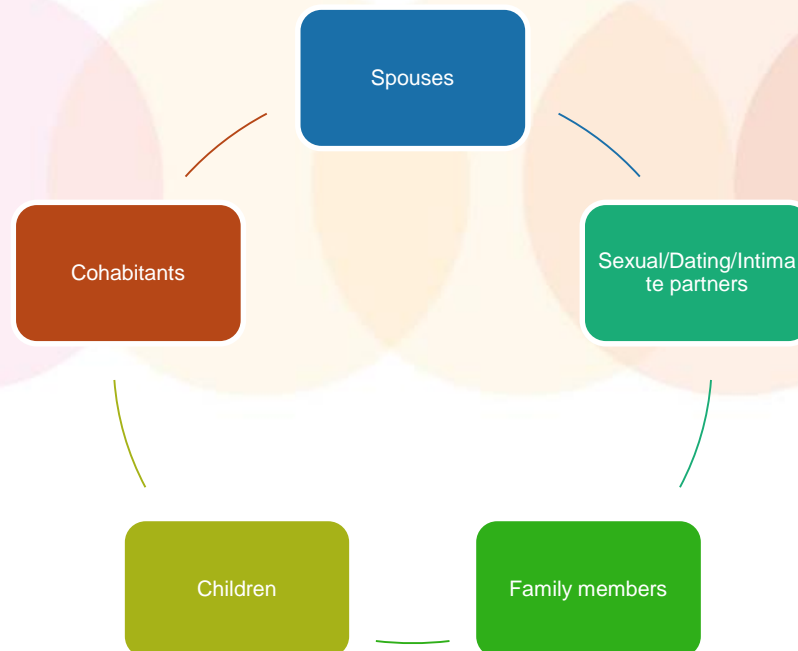 Spouses
Cohabitants
Sexual/Dating/Intima
te partners
Children
Family members